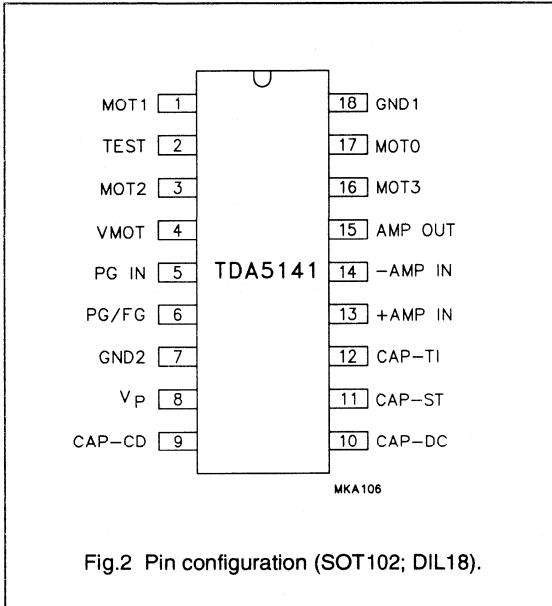 MOT1 1 18 GND1
TEST 2 17 MOT0
MOT2 3 16 MOT3
VMOT 4 15 AMP OUT
PG IN 5 TDA5141 14 -AMP IN
PG/FG 6 13 +AMP IN
GND2 7 12 CAP-TI
VP 8 11 CAP-ST
CAP-CD 9 10 CAP-DC
MKA106
Fig.2 Pin configuration (SOT102; DIL18).